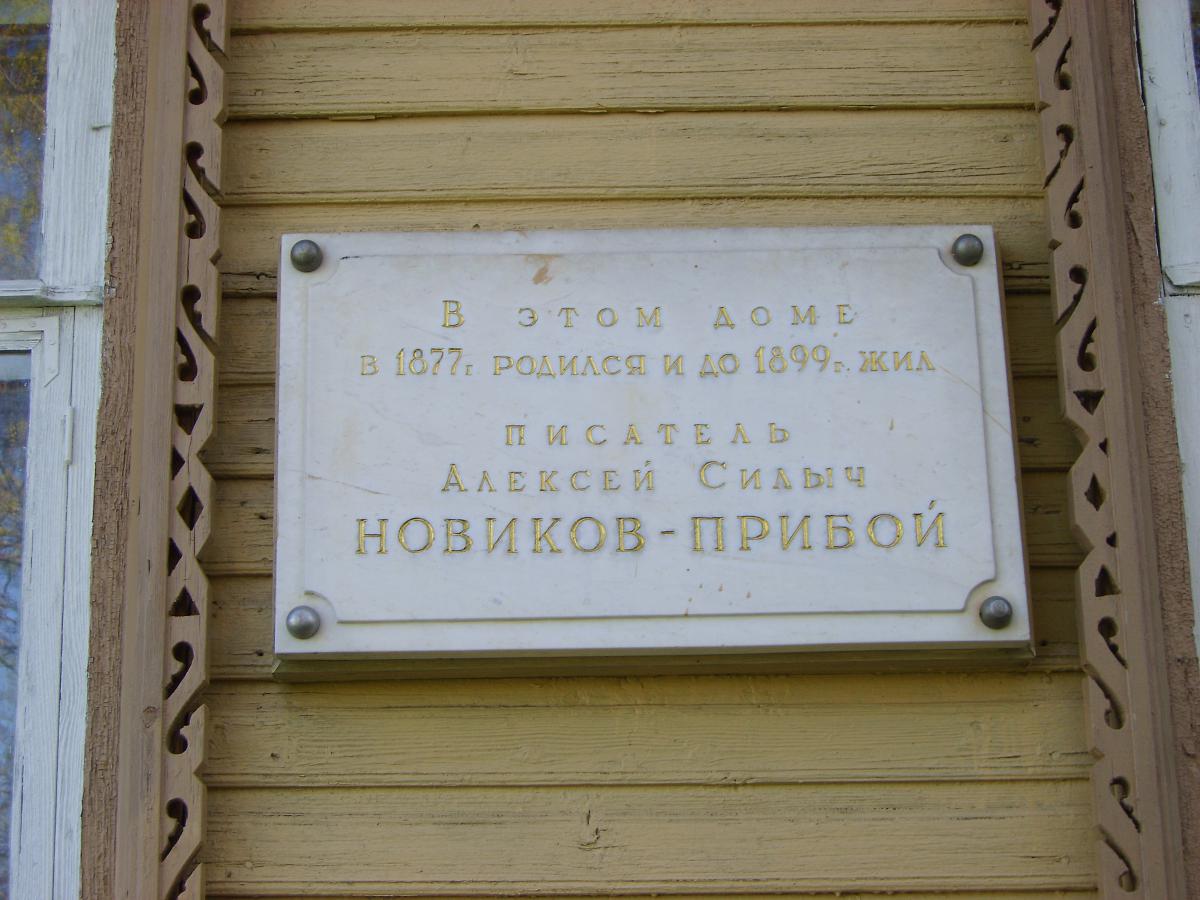 В этом доме
в 1877г. родился и до 1899г. жил
писатель
Алексей Силыч
НОВИКОВ-ПРИБОЙ